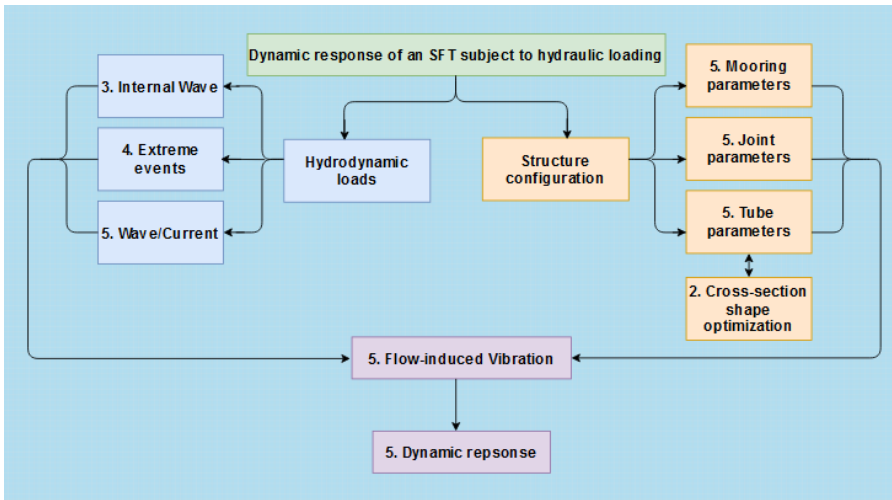 Dynamic response of an SFT subject to hydraulic loading
3. Internal Wave
4. Extreme
events
5. Wave/Current
Hydrodynamic
loads
Structure
configuration
5. Mooring
parameters
5. Joint
parameters
5. Tube
parameters
2. Cross-section
shape
optimization
5. Flow-induced Vibration
5. Dynamic repsonse